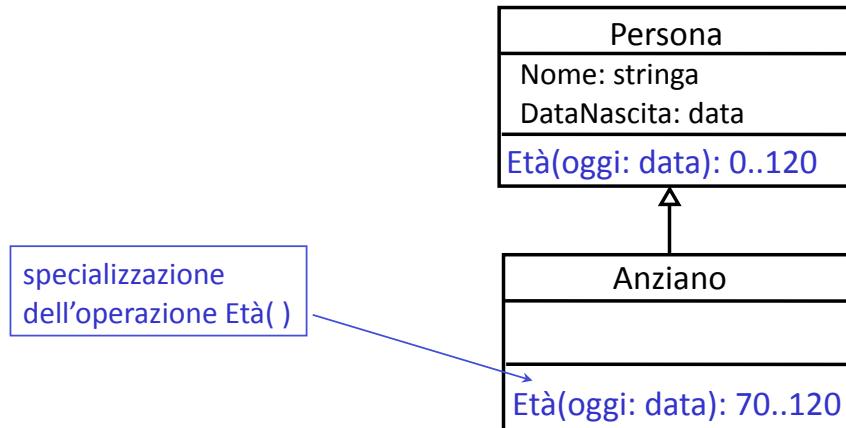 Persona
Nome: stringa
DataNascita: data
Età(oggi: data): 0..120
specializzazione
dell’operazione Età( )
Anziano
Età(oggi: data): 70..120